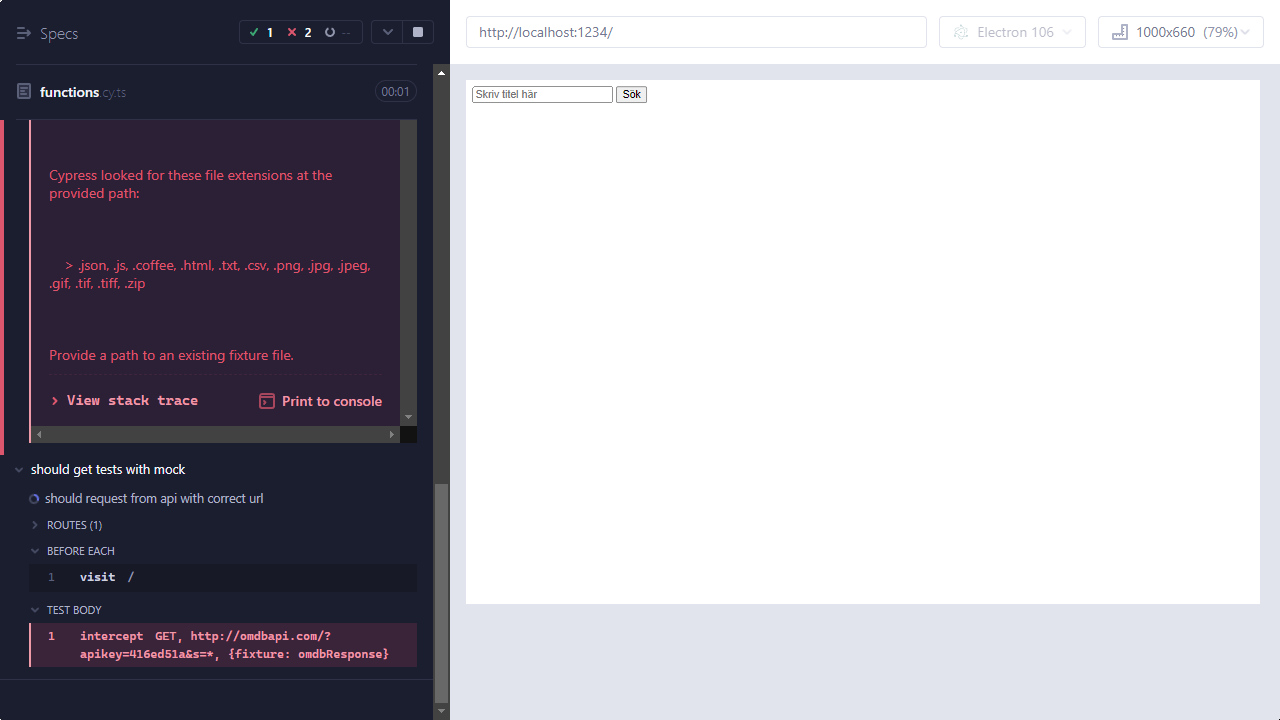 Specs
1 2 --
functions.cy.ts
00:01
Cypress looked for these file extensions at the
provided path:
> .json, .js, .coffee, .html, .txt, .csv, .png, .jpg, .jpeg,
.gif, .tif, .tiff, .zip
Provide a path to an existing fixture file.
View stack trace
Print to console
should get tests with mock
should request from api with correct url
ROUTES (1)
BEFORE EACH
1 visit /
TEST BODY
1 intercept GET, http://omdbapi.com/?
apikey=416ed51a&s=*, {fixture: omdbResponse}
http://localhost:1234/
Electron 106
1000x660 (79%)
Skriv titel här
Sök